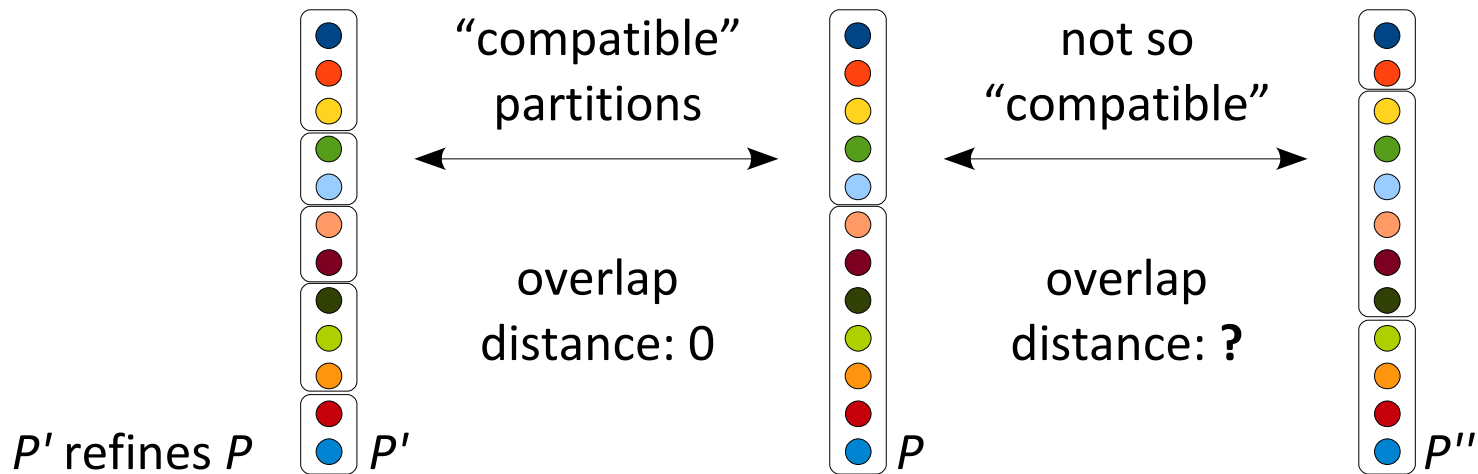 “compatible”
partitions
not so
“compatible”
overlap
distance: 0
overlap
distance: ?
P' refines P
P'
P
P''